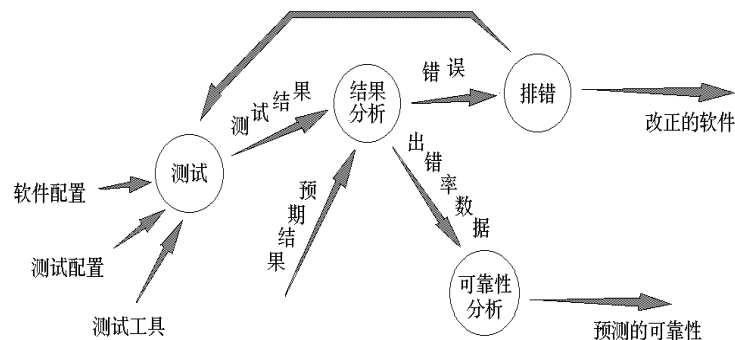 错误
结果
分析
排错
测试结果
改正的软件
测试
软件配置
预期结果
出错率数据
测试配置
可靠性
分析
测试工具
预测的可靠性